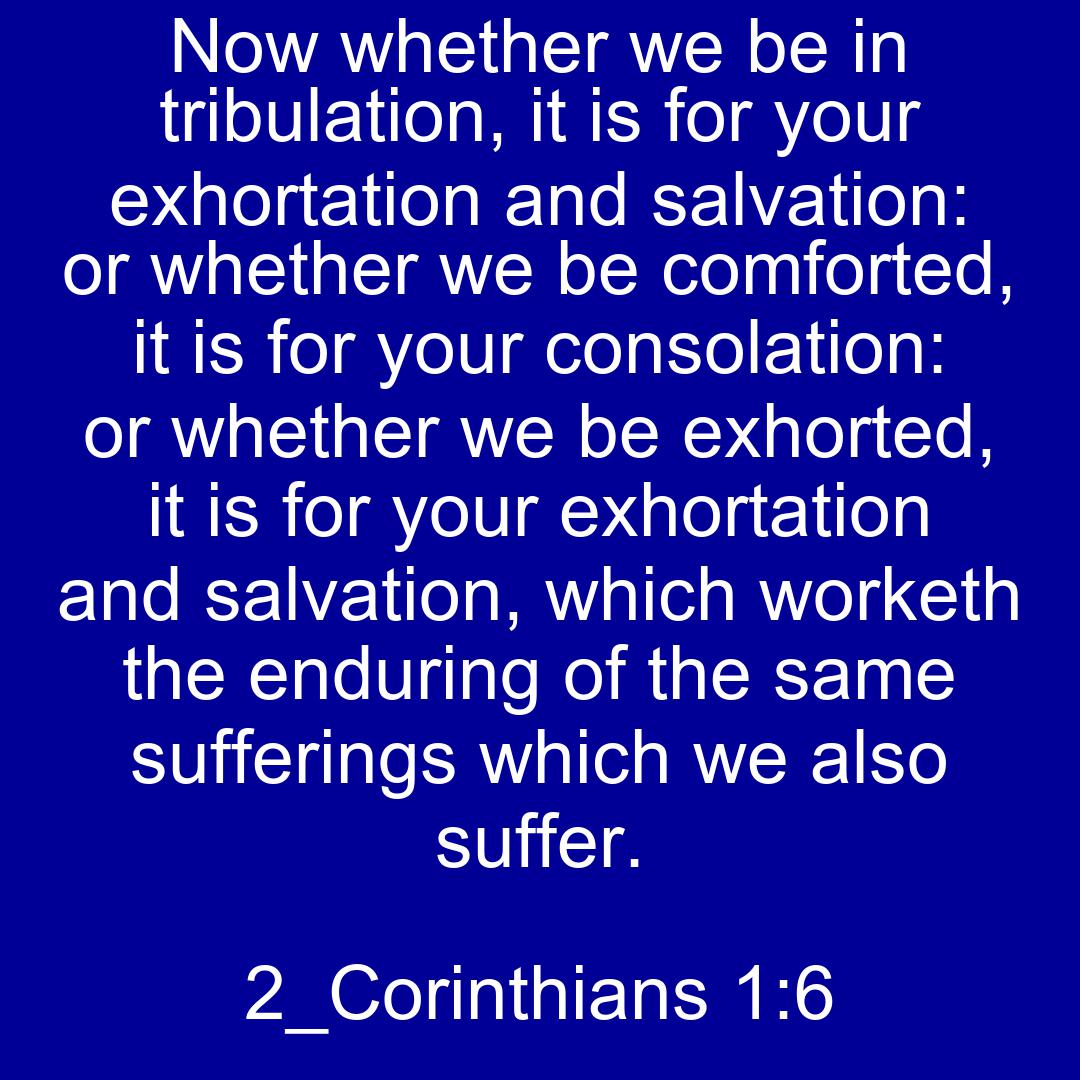 Now whether we be in
tribulation, it is for your
exhortation and salvation:
or whether we be comforted,
it is for your consolation:
or whether we be exhorted,
it is for your exhortation
and salvation, which worketh
the enduring of the same
sufferings which we also
suffer.
2_Corinthians 1:6